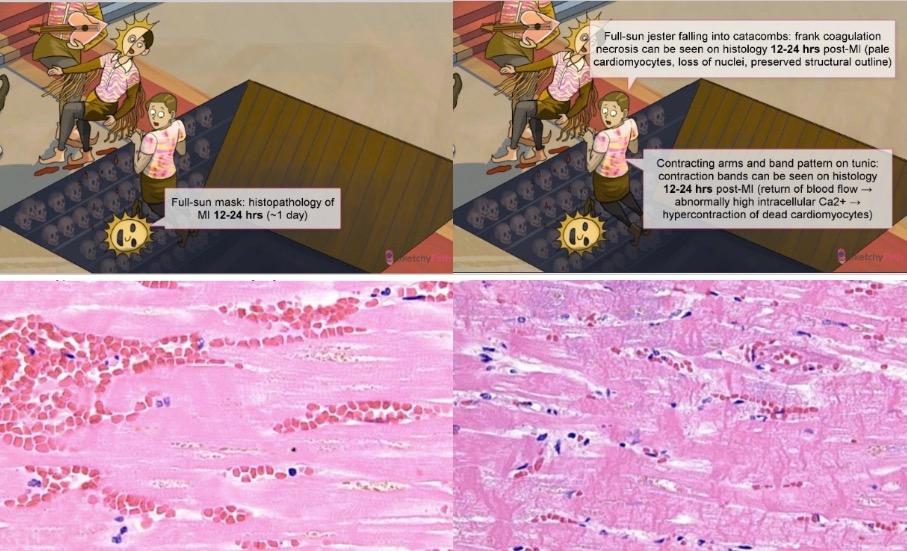 Full-sun mask: histopathology of
MI 12-24 hrs (~1 day)
Full-sun jester falling into catacombs: frank coagulation
necrosis can be seen on histology 12-24 hrs post-MI (pale
cardiomyocytes, loss of nuclei, preserved structural outline)
Contracting arms and band pattern on tunic:
contraction bands can be seen on histology
12-24 hrs post-MI (return of blood flow →
abnormally high intracellular Ca2+ →
hypercontraction of dead cardiomyocytes)